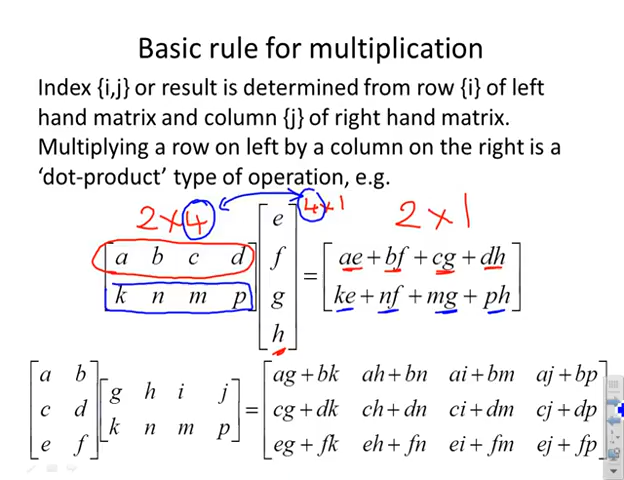 Basic rule for multiplication
Index {i,j} or result is determined from row {i} of left
hand matrix and column {j} of right hand matrix.
Multiplying a row on left by a column on the right is a
‘dot-product’ type of operation, e.g.
2 × 4 4×1 2 × 1
e
a b c d f = ae + bf + cg + dh
k n m p g ke + nf + mg + ph
h
a b g h i j ag + bk ah + bn ai + bm aj + bp
c d = cg + dk ch + dn ci + dm cj + dp
e f k n m p eg + fk eh + fn ei + fm ej + fp